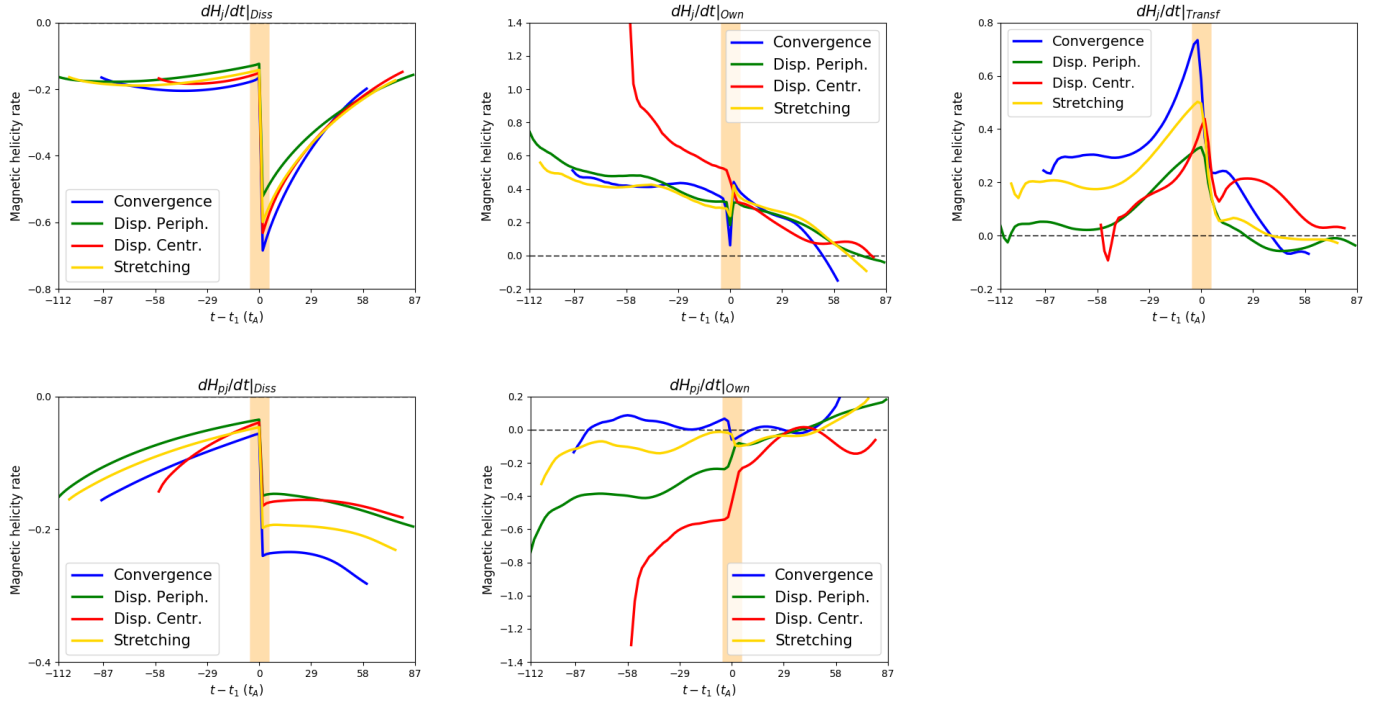 dH_j/dt|_Diss
Magnetic helicity rate
0.0
−0.2
−0.4
−0.6
−0.8
Convergence
Disp. Periph.
Disp. Centr.
Stretching
−112 −87 −58 −29 0 29 58 87
t − t_1 (t_A)
dH_j/dt|_Own
Magnetic helicity rate
1.4
1.2
1.0
0.8
0.6
0.4
0.2
0.0
−0.2
Convergence
Disp. Periph.
Disp. Centr.
Stretching
−112 −87 −58 −29 0 29 58 87
t − t_1 (t_A)
dH_j/dt|_Transf
Magnetic helicity rate
0.8
0.6
0.4
0.2
0.0
−0.2
Convergence
Disp. Periph.
Disp. Centr.
Stretching
−112 −87 −58 −29 0 29 58 87
t − t_1 (t_A)
dH_pj/dt|_Diss
Magnetic helicity rate
0.0
−0.2
−0.4
Convergence
Disp. Periph.
Disp. Centr.
Stretching
−112 −87 −58 −29 0 29 58 87
t − t_1 (t_A)
dH_pj/dt|_Own
Magnetic helicity rate
0.2
0.0
−0.2
−0.4
−0.6
−0.8
−1.0
−1.2
−1.4
Convergence
Disp. Periph.
Disp. Centr.
Stretching
−112 −87 −58 −29 0 29 58 87
t − t_1 (t_A)